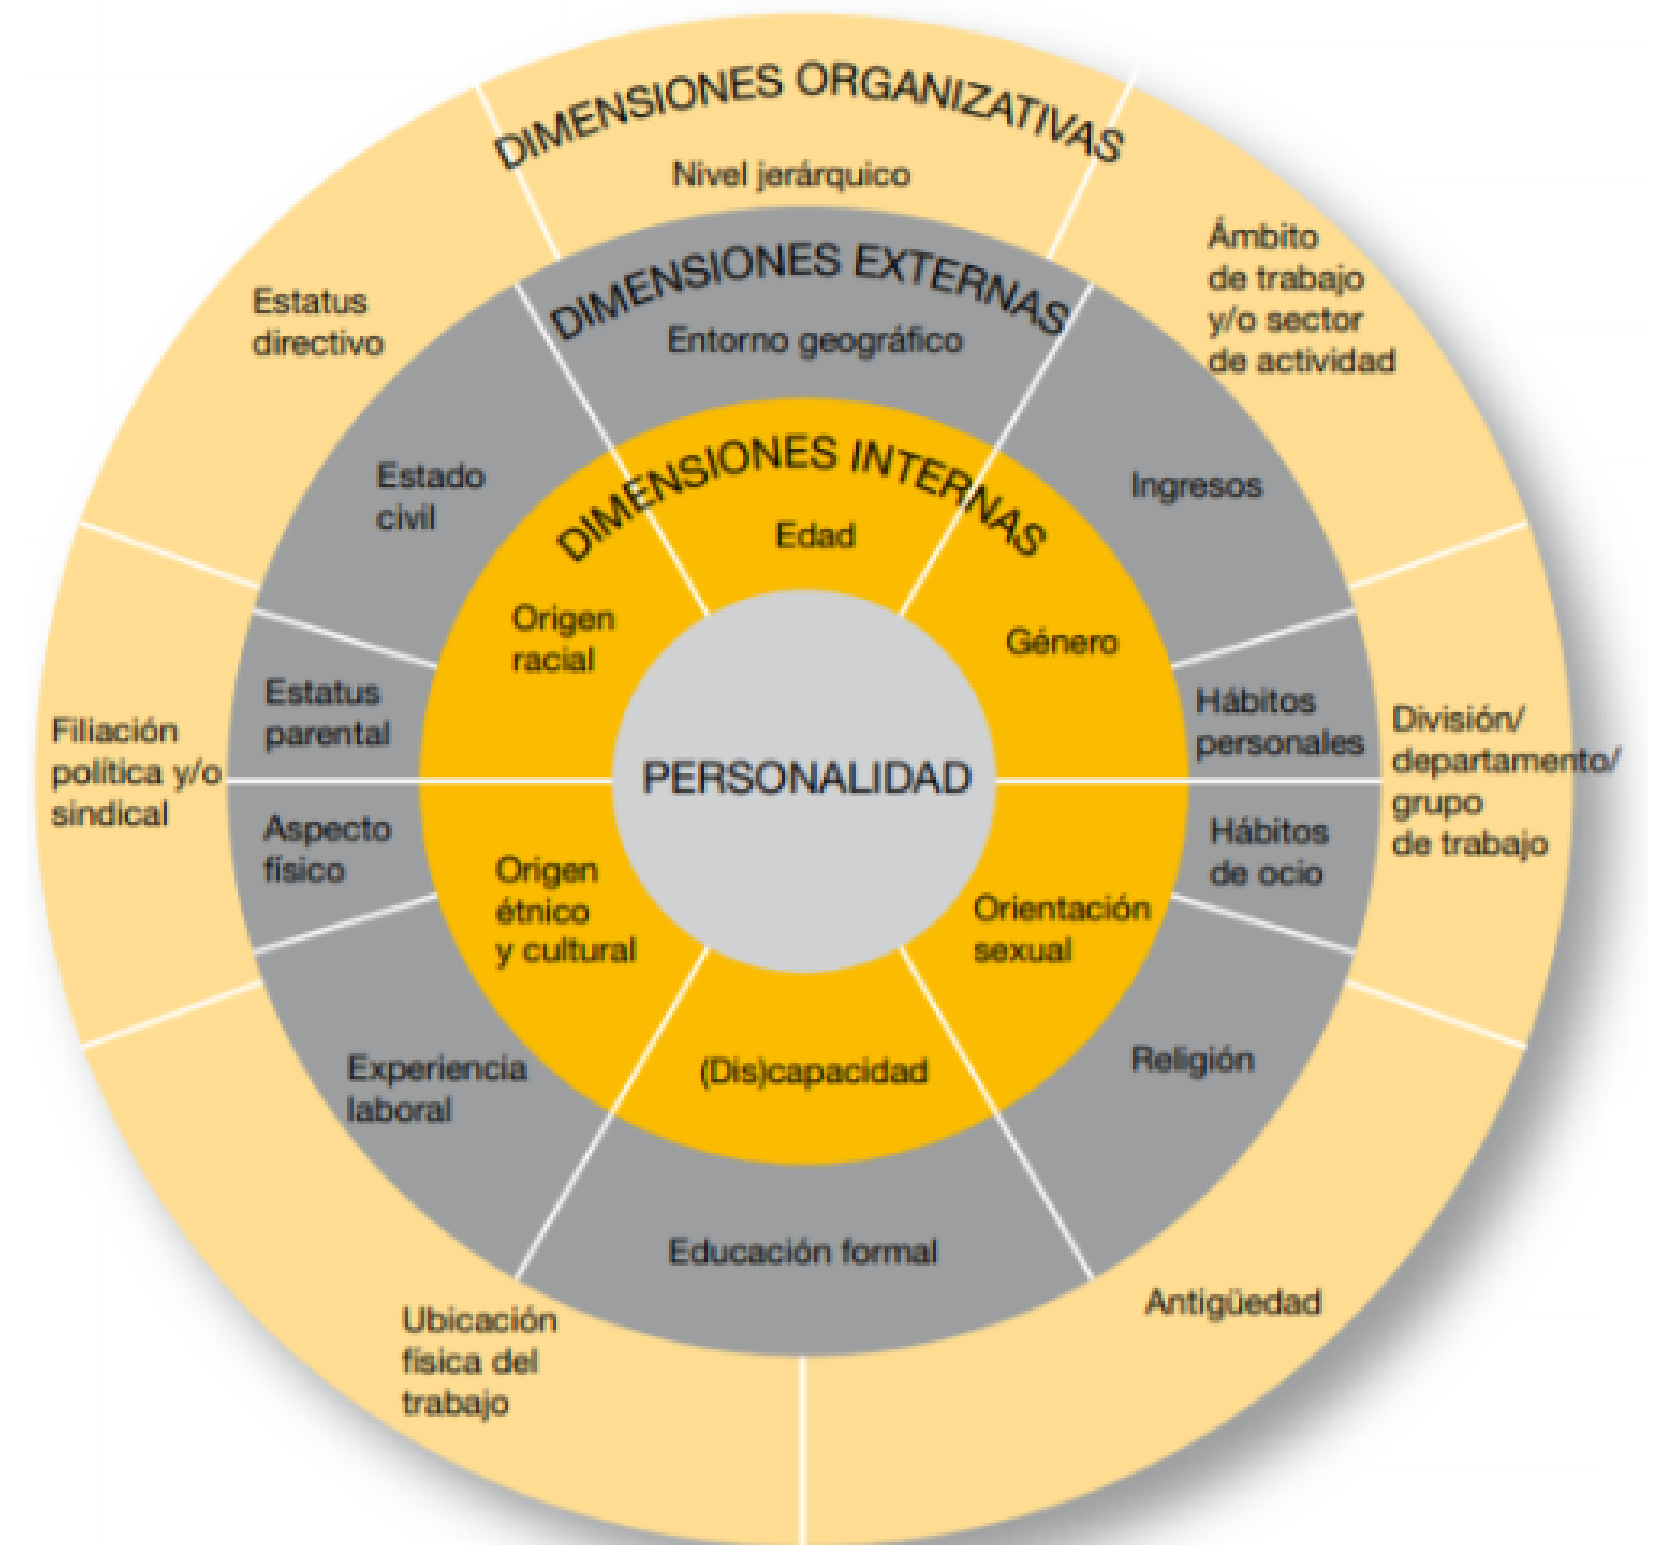 DIMENSIONES ORGANIZATIVAS
Nivel jerárquico
Ámbito
de trabajo
y/o sector
de actividad
División/
departamento/
grupo
de trabajo
Antigüedad
Ubicación
física del
trabajo
Filiación
política y/o
sindical
Estatus
directivo
DIMENSIONES EXTERNAS
Entorno geográfico
Ingresos
Hábitos
personales
Hábitos
de ocio
Religión
Educación formal
Experiencia
laboral
Aspecto
físico
Estatus
parental
Estado
civil
DIMENSIONES INTERNAS
Edad
Género
Orientación
sexual
(Dis)capacidad
Origen
étnico
y cultural
Origen
racial
PERSONALIDAD